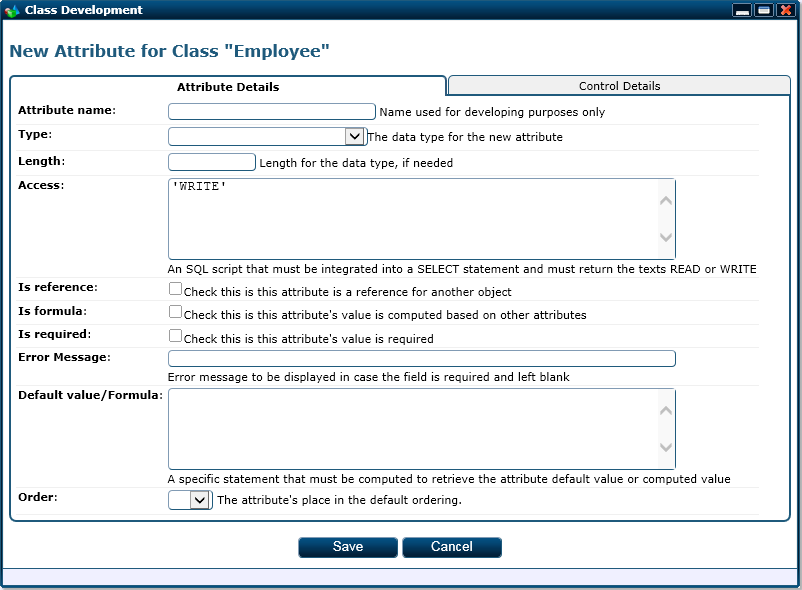 Class Development
New Attribute for Class "Employee"
Attribute Details
Control Details
Attribute name: Name used for developing purposes only
Type: The data type for the new attribute
Length: Length for the data type, if needed
Access: 'WRITE'
An SQL script that must be integrated into a SELECT statement and must return the texts READ or WRITE
Is reference: Check this is this attribute is a reference for another object
Is formula: Check this is this attribute's value is computed based on other attributes
Is required: Check this is this attribute's value is required
Error Message:
Error message to be displayed in case the field is required and left blank
Default value/Formula:
A specific statement that must be computed to retrieve the attribute default value or computed value
Order: The attribute's place in the default ordering.
Save Cancel